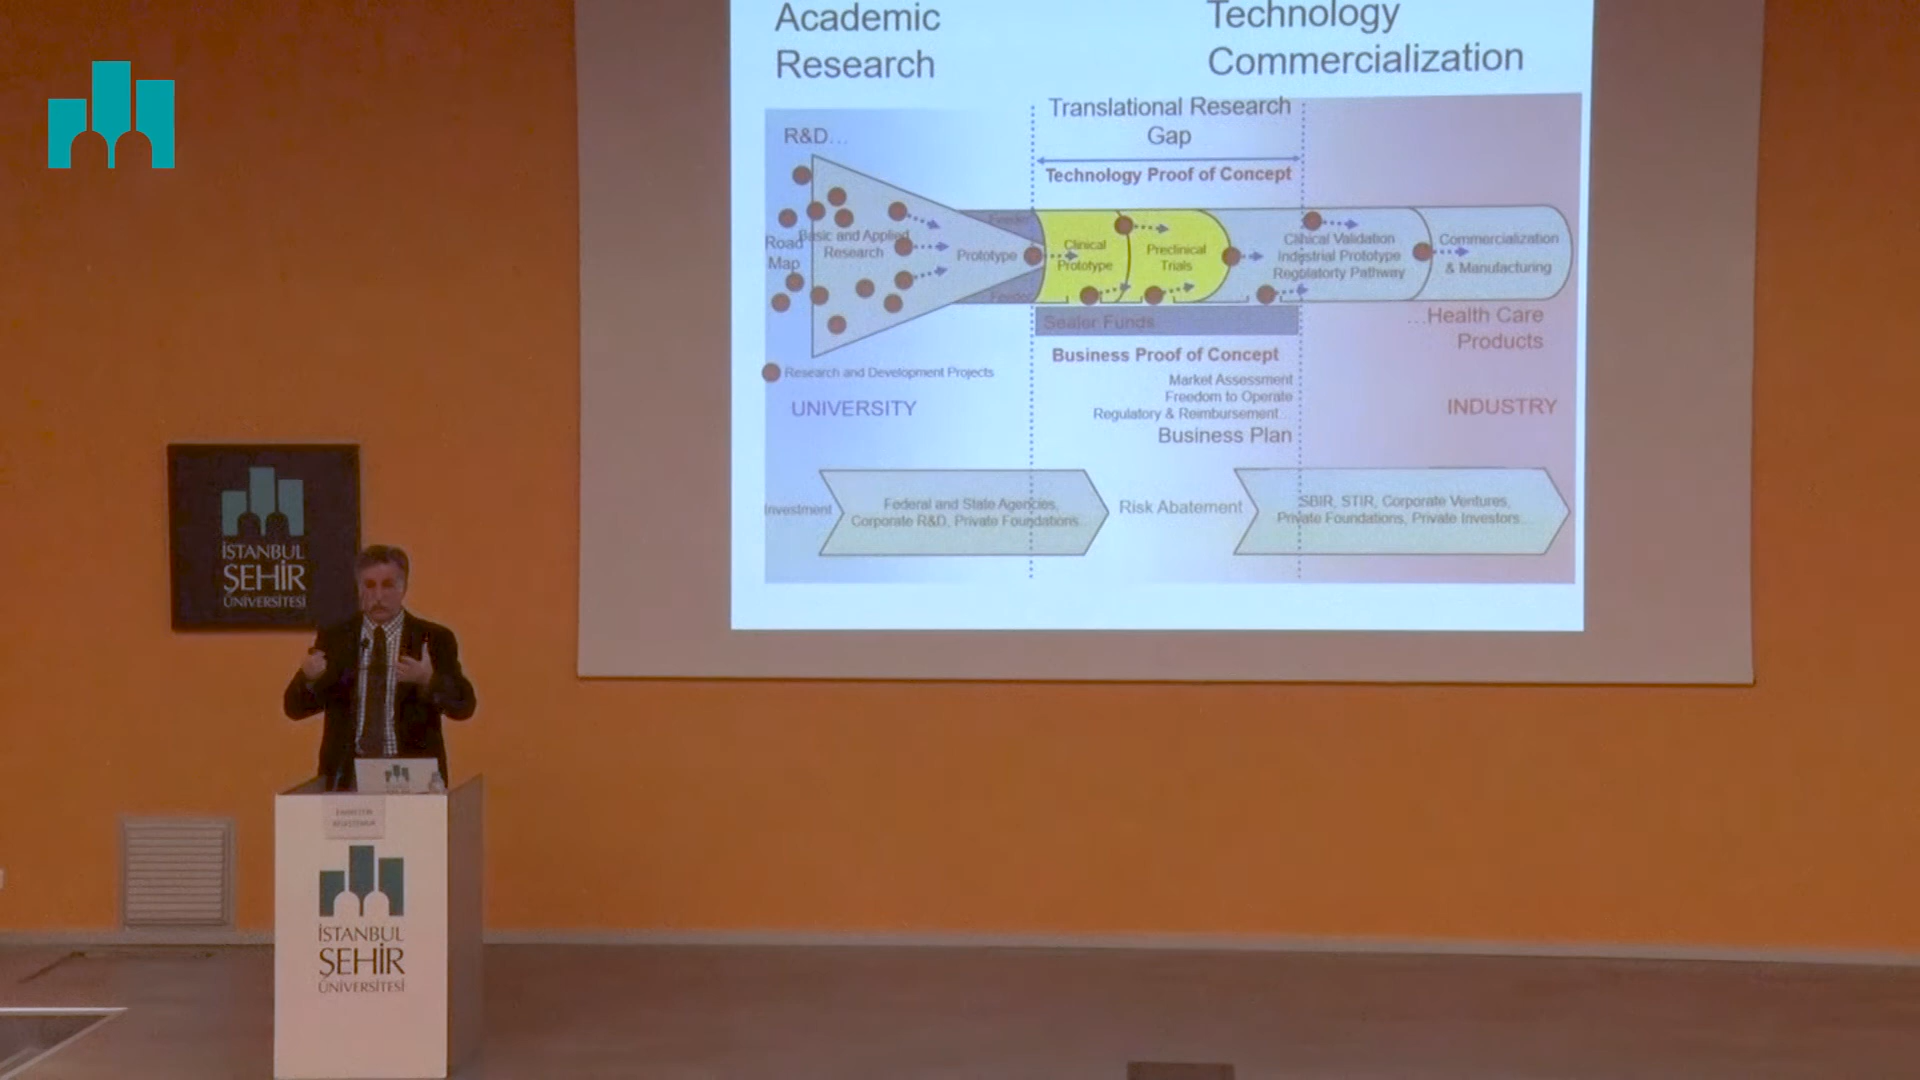 Academic
Research
Technology
Commercialization
R&D...
Translational Research
Gap
Technology Proof of Concept
Road
Map
Basic and Applied
Research
Feeder
Prototype
Feeder
Clinical
Prototype
Preclinical
Trials
Clinical Validation
Industrial Prototype
Regolatorty Pathway
Commercialization
& Manufacturing
Sealer Funds
...Health Care
Products
Business Proof of Concept
Research and Development Projects
Market Assessment
Freedom to Operate
Regulatory & Reimbursement...
Business Plan
UNIVERSITY
INDUSTRY
Investment
Federal and State Agencies,
Corporate R&D, Private Foundations...
Risk Abatement
SBIR, STIR, Corporate Ventures,
Private Foundations, Private Investors...
İSTANBUL
ŞEHİR
ÜNİVERSİTESİ
İSTANBUL
ŞEHİR
ÜNİVERSİTESİ